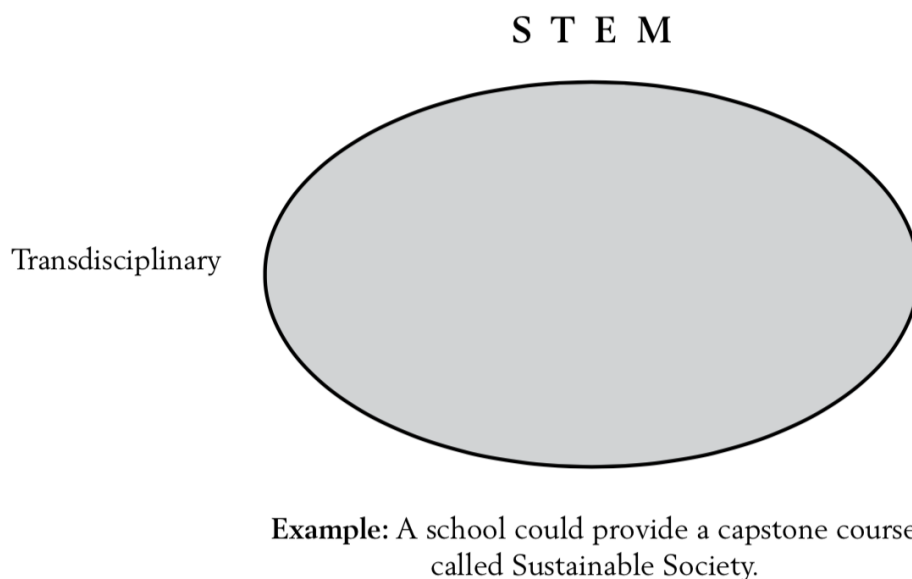 S T E M
Transdisciplinary
Example: A school could provide a capstone course
called Sustainable Society.